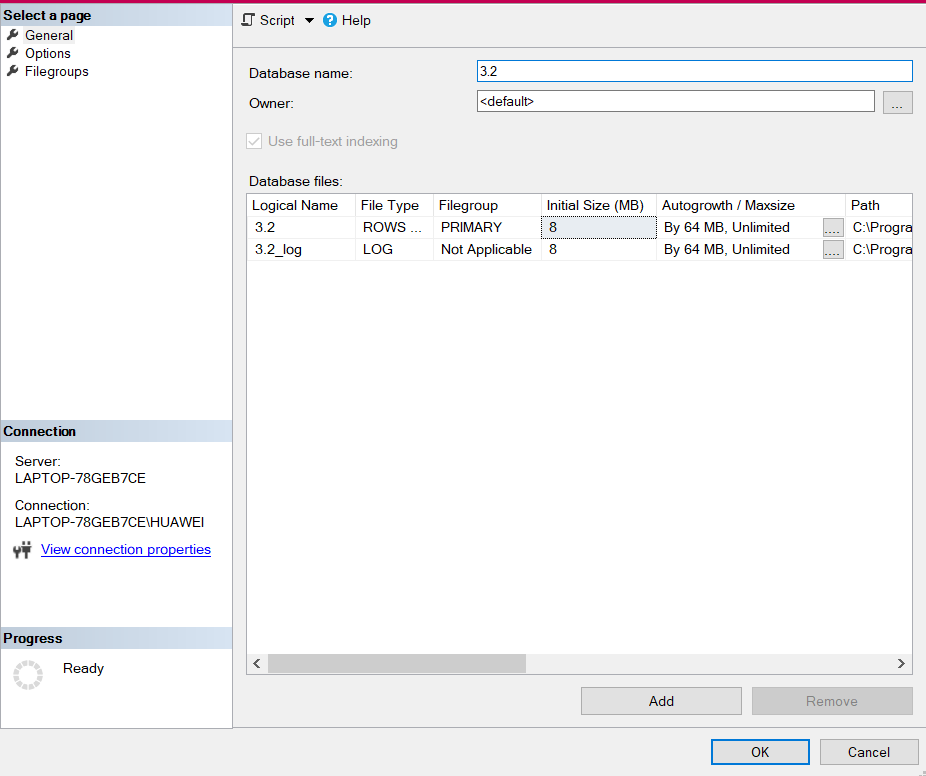 Select a page
General
Options
Filegroups
Script
Help
Database name:
3.2
Owner:
<default>
...
Use full-text indexing
Database files:
Logical Name File Type Filegroup Initial Size (MB) Autogrowth / Maxsize Path
3.2 ROWS ... PRIMARY 8 By 64 MB, Unlimited .... C:\Progra
3.2_log LOG Not Applicable 8 By 64 MB, Unlimited .... C:\Progra
Connection
Server:
LAPTOP-78GEB7CE
Connection:
LAPTOP-78GEB7CE\HUAWEI
View connection properties
Progress
Ready
Add Remove
OK Cancel